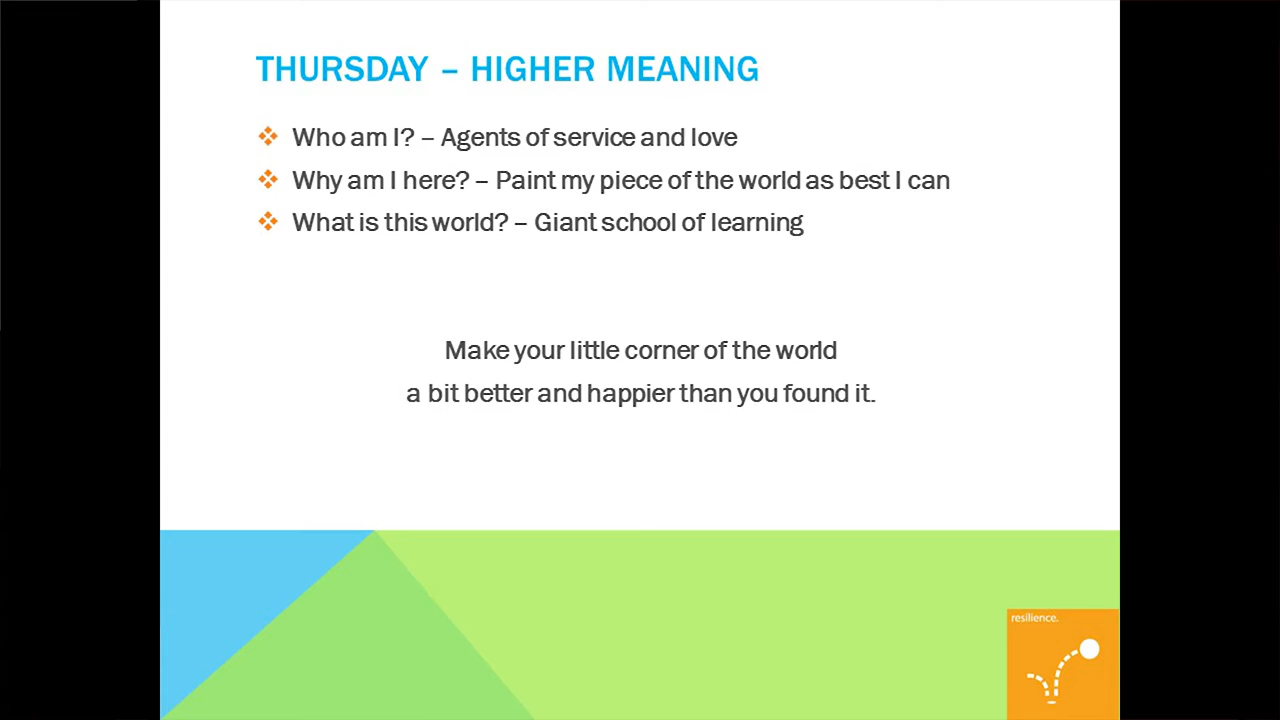 THURSDAY – HIGHER MEANING
Who am I? – Agents of service and love
Why am I here? – Paint my piece of the world as best I can
What is this world? – Giant school of learning
Make your little corner of the world
a bit better and happier than you found it.
resilience.